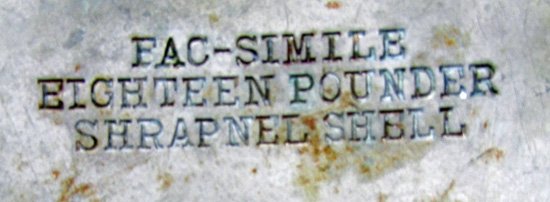 FAC-SIMILE
EIGHTEEN POUNDER
SHRAPNEL SHELL